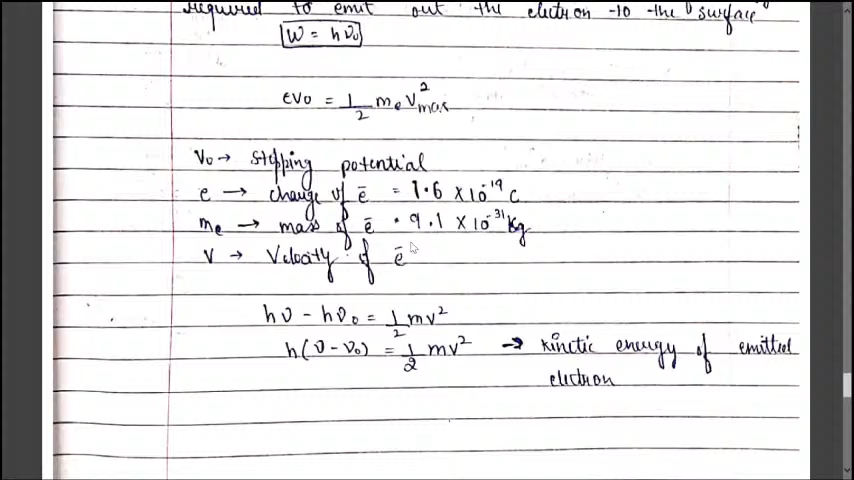 required to emit out the electron to the surface
W = hν₀
eV₀ = 1/2 mₑ V²max
V₀ → Stopping potential
e → charge of ē = 1.6 × 10⁻¹⁹ C
mₑ → mass of ē = 9.1 × 10⁻³¹ Kg
V → Velocity of ē
hν − hν₀ = 1/2 mv²
h(ν − ν₀) = 1/2 mv² → kinetic energy of emitted
electron